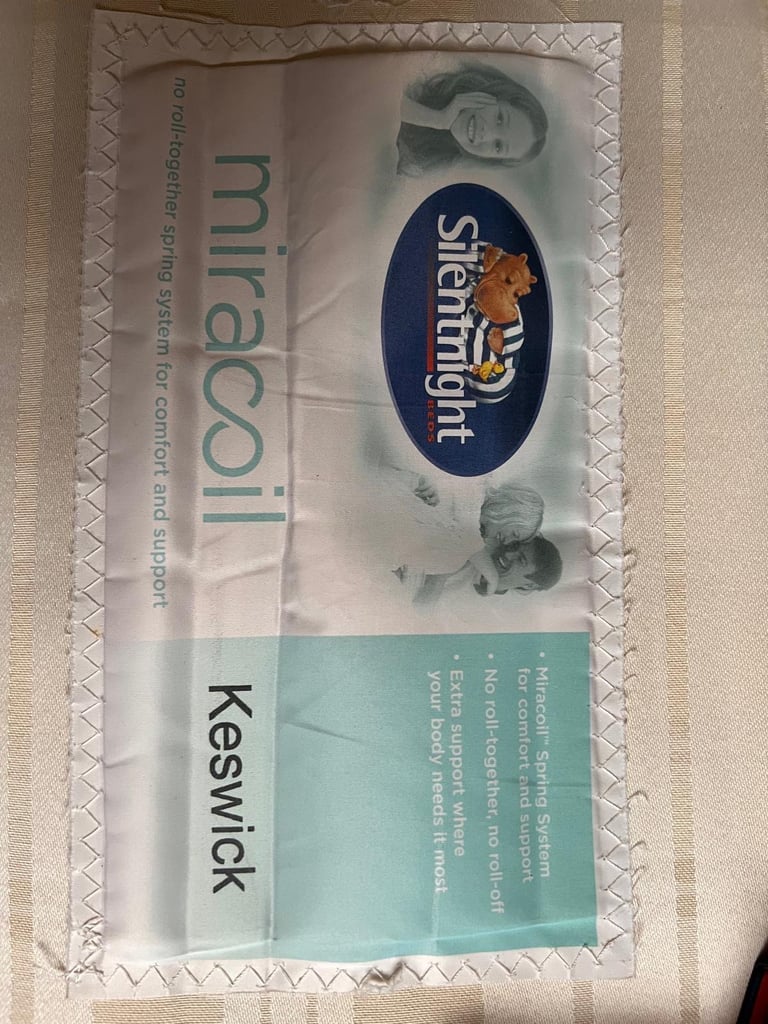 Silentnight
BEDS
miracoil
no roll-together spring system for comfort and support
• Miracoil™ Spring System
for comfort and support
• No roll-together, no roll-off
• Extra support where
your body needs it most
Keswick